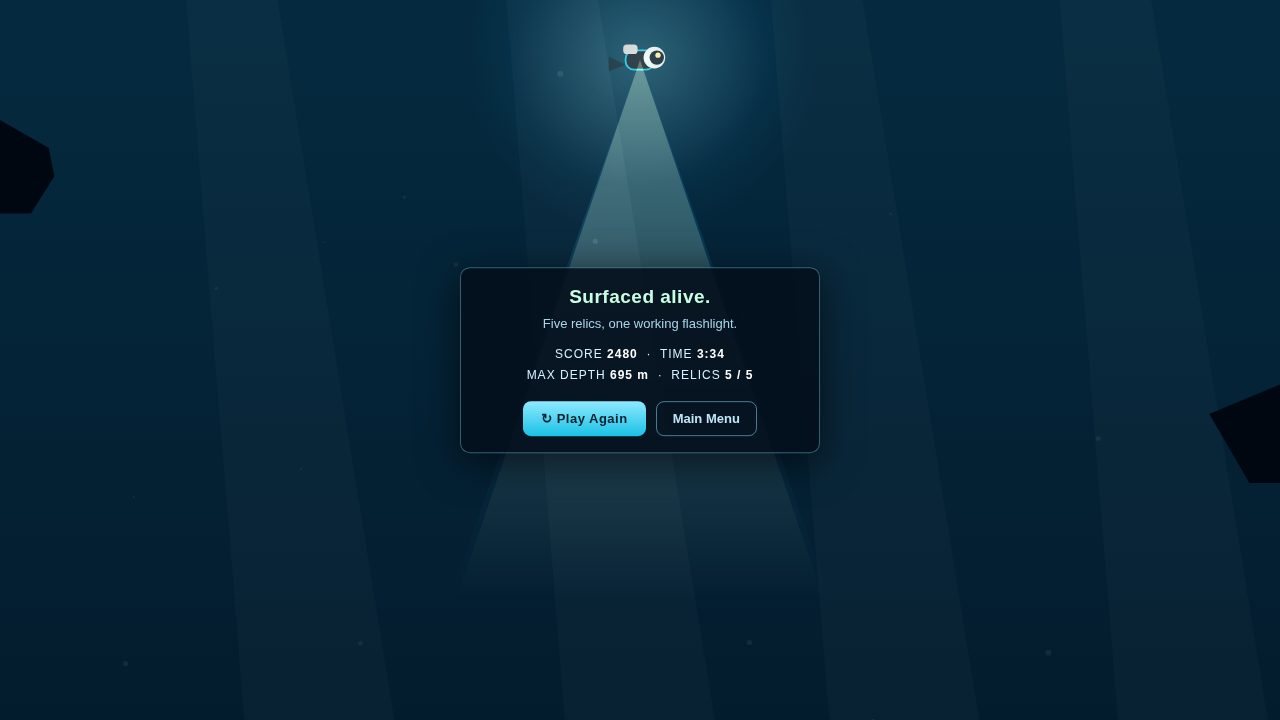 Surfaced alive.
Five relics, one working flashlight.
SCORE 2480 · TIME 3:34
MAX DEPTH 695 m · RELICS 5 / 5
↻ Play Again
Main Menu